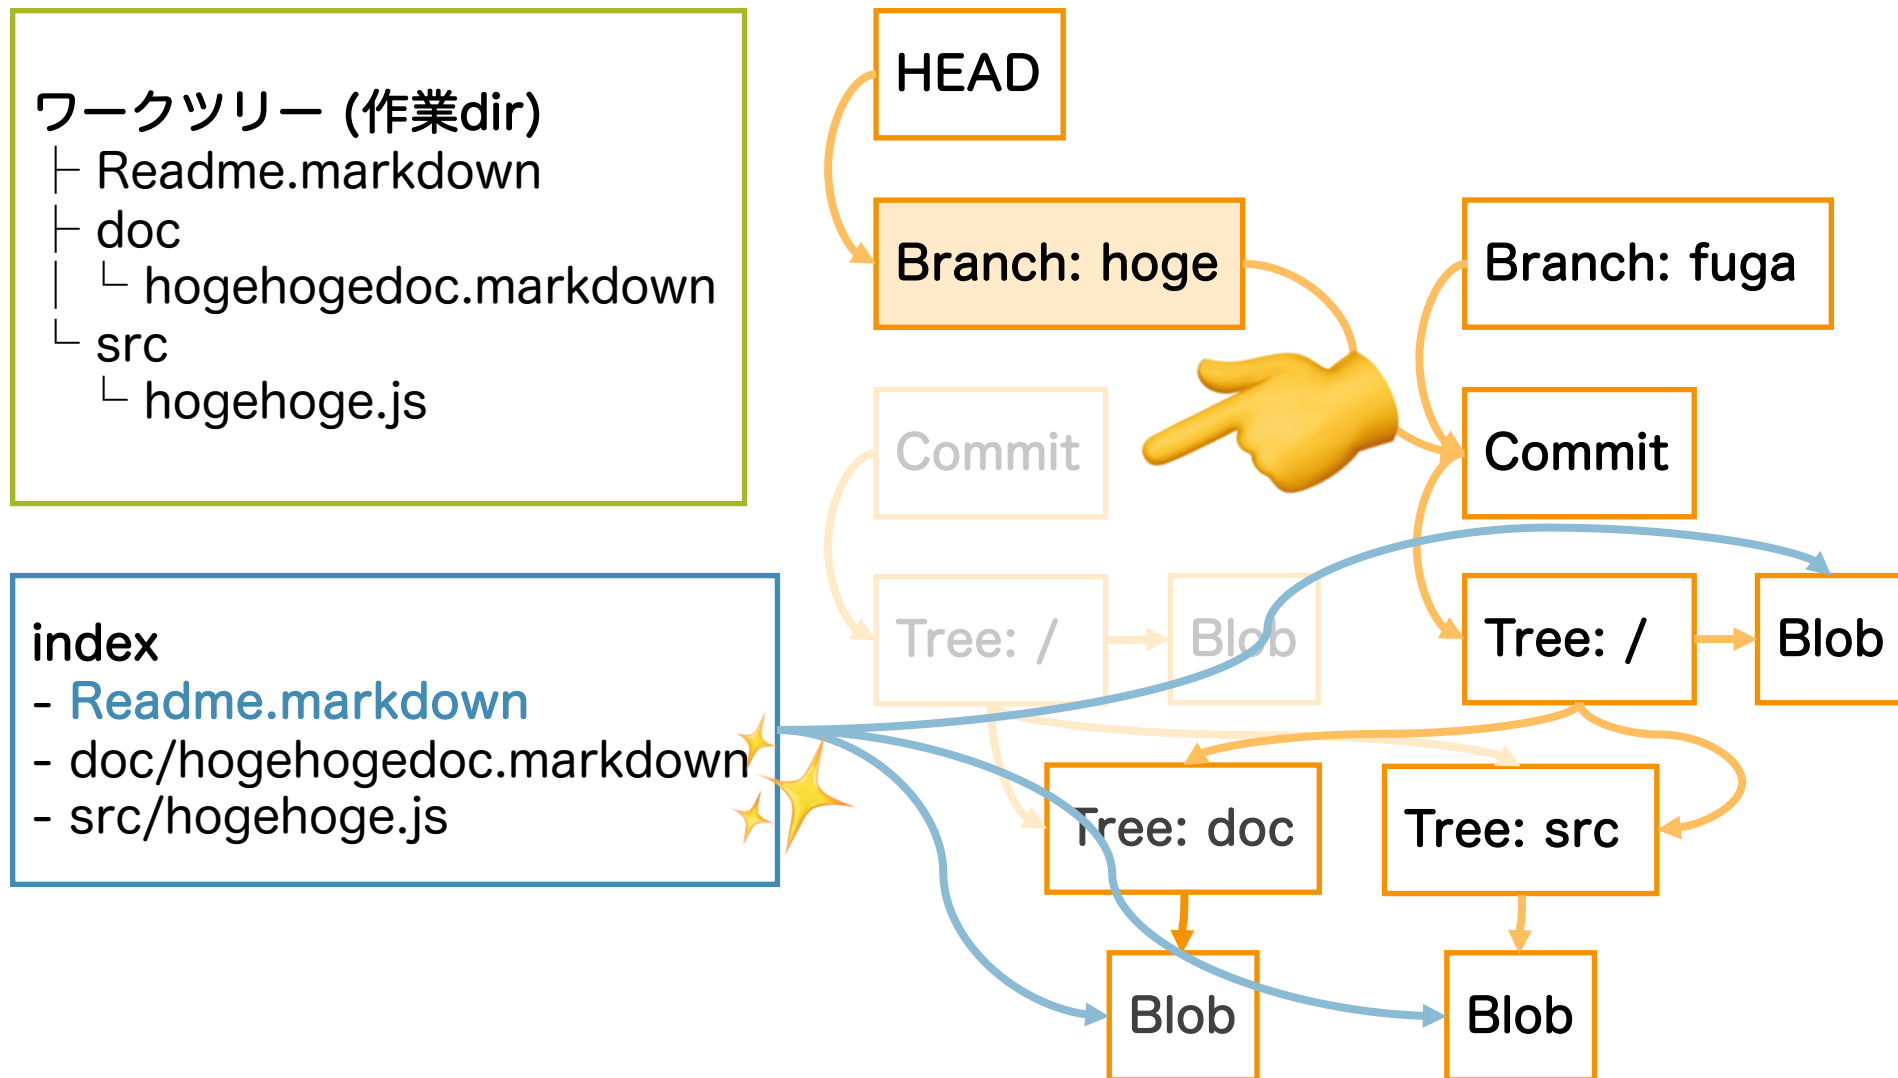 ワークツリー (作業dir)
├ Readme.markdown
├ doc
│ └ hogehogedoc.markdown
└ src
└ hogehoge.js
index
- Readme.markdown
- doc/hogehogedoc.markdown
- src/hogehoge.js
HEAD
Branch: hoge
Branch: fuga
Commit
Commit
Tree: /
Blob
Tree: /
Blob
Tree: doc
Tree: src
Blob
Blob